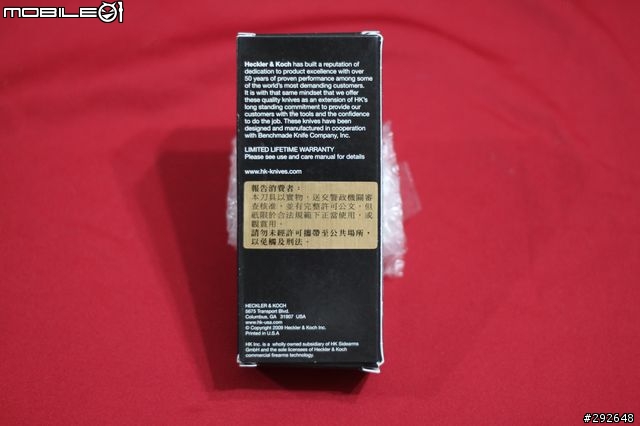 MOBILE01
Heckler & Koch has built a reputation of
dedication to product excellence with over
50 years of proven performance among some
of the world's most demanding customers.
It is with that same mindset that we offer
these quality knives as an extension of HK's
long standing commitment to provide our
customers with the tools and the confidence
to do the job. These knives have been
designed and manufactured in cooperation
with Benchmade Knife Company, Inc.
LIMITED LIFETIME WARRANTY
Please see use and care manual for details
www.hk-knives.com
報告消費者：
本刀具以實物，送交警政機關審
查核准，並有完整許可公文，但
祇限於合法規範下正當使用，或
觀賞用。
請勿未經許可攜帶至公共場所，
以免觸及刑法。
HECKLER & KOCH
5675 Transport Blvd.
Columbus, GA 31907 USA
www.hk-usa.com
© Copyright 2009 Heckler & Koch Inc.
Printed in U.S.A
HK Inc. is a wholly owned subsidiary of HK Sidearms
GmbH and the sole licensees of Heckler & Koch
commercial firearms technology.
#292648